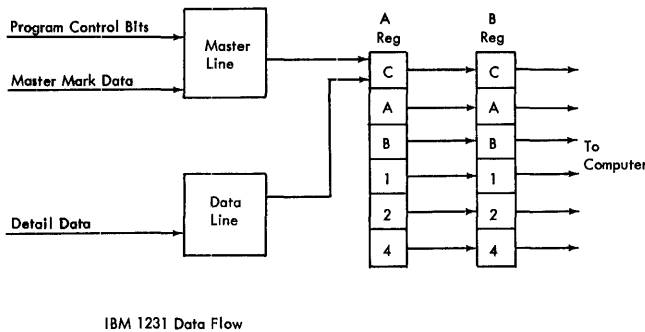 Program Control Bits
Master Mark Data
Master
Line
Detail Data
Data
Line
A
Reg
C
A
B
1
2
4
B
Reg
C
A
B
1
2
4
To
Computer
IBM 1231 Data Flow